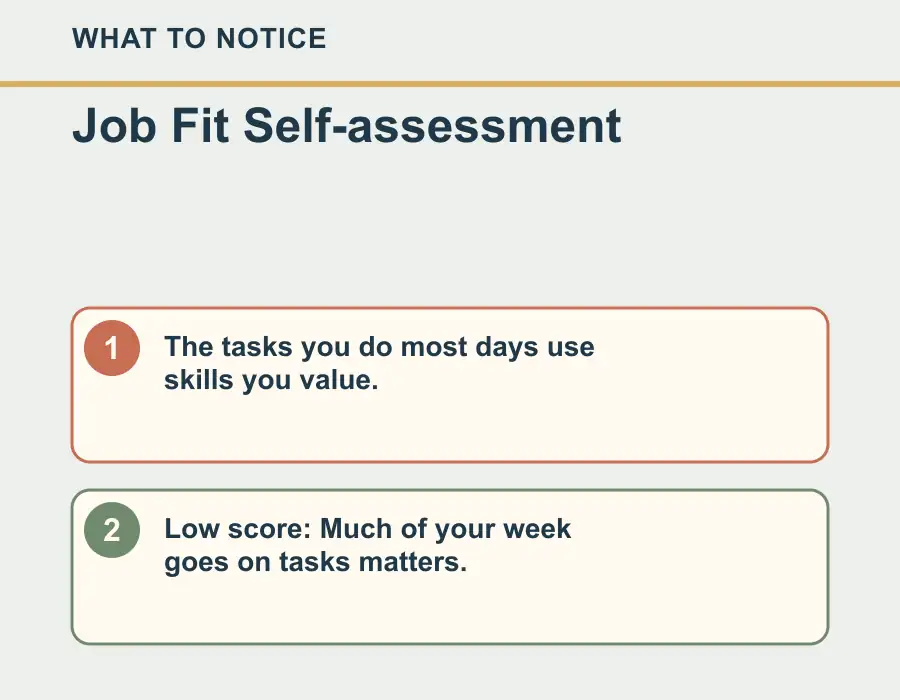 WHAT TO NOTICE
Job Fit Self-assessment
1
The tasks you do most days use
skills you value.
2
Low score: Much of your week
goes on tasks matters.